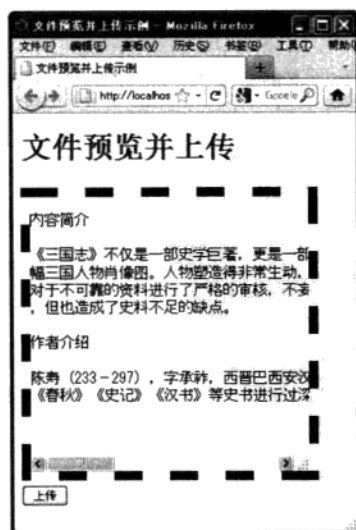 文件预览并上传示例 - Mozilla Firefox
文件(F) 编辑(E) 查看(V) 历史(S) 书签(B) 工具(T) 帮助(
文件预览并上传示例
http://localhos
Google
文件预览并上传
内容简介
《三国志》不仅是一部史学巨著，更是一部
幅三国人物肖像图。人物塑造得非常生动，
对于不可靠的资料进行了严格的审核，不妄
，但也造成了史料不足的缺点。
作者介绍
陈寿（233-297），字承祚，西晋巴西安汉
《春秋》《史记》《汉书》等史书进行过深
上传